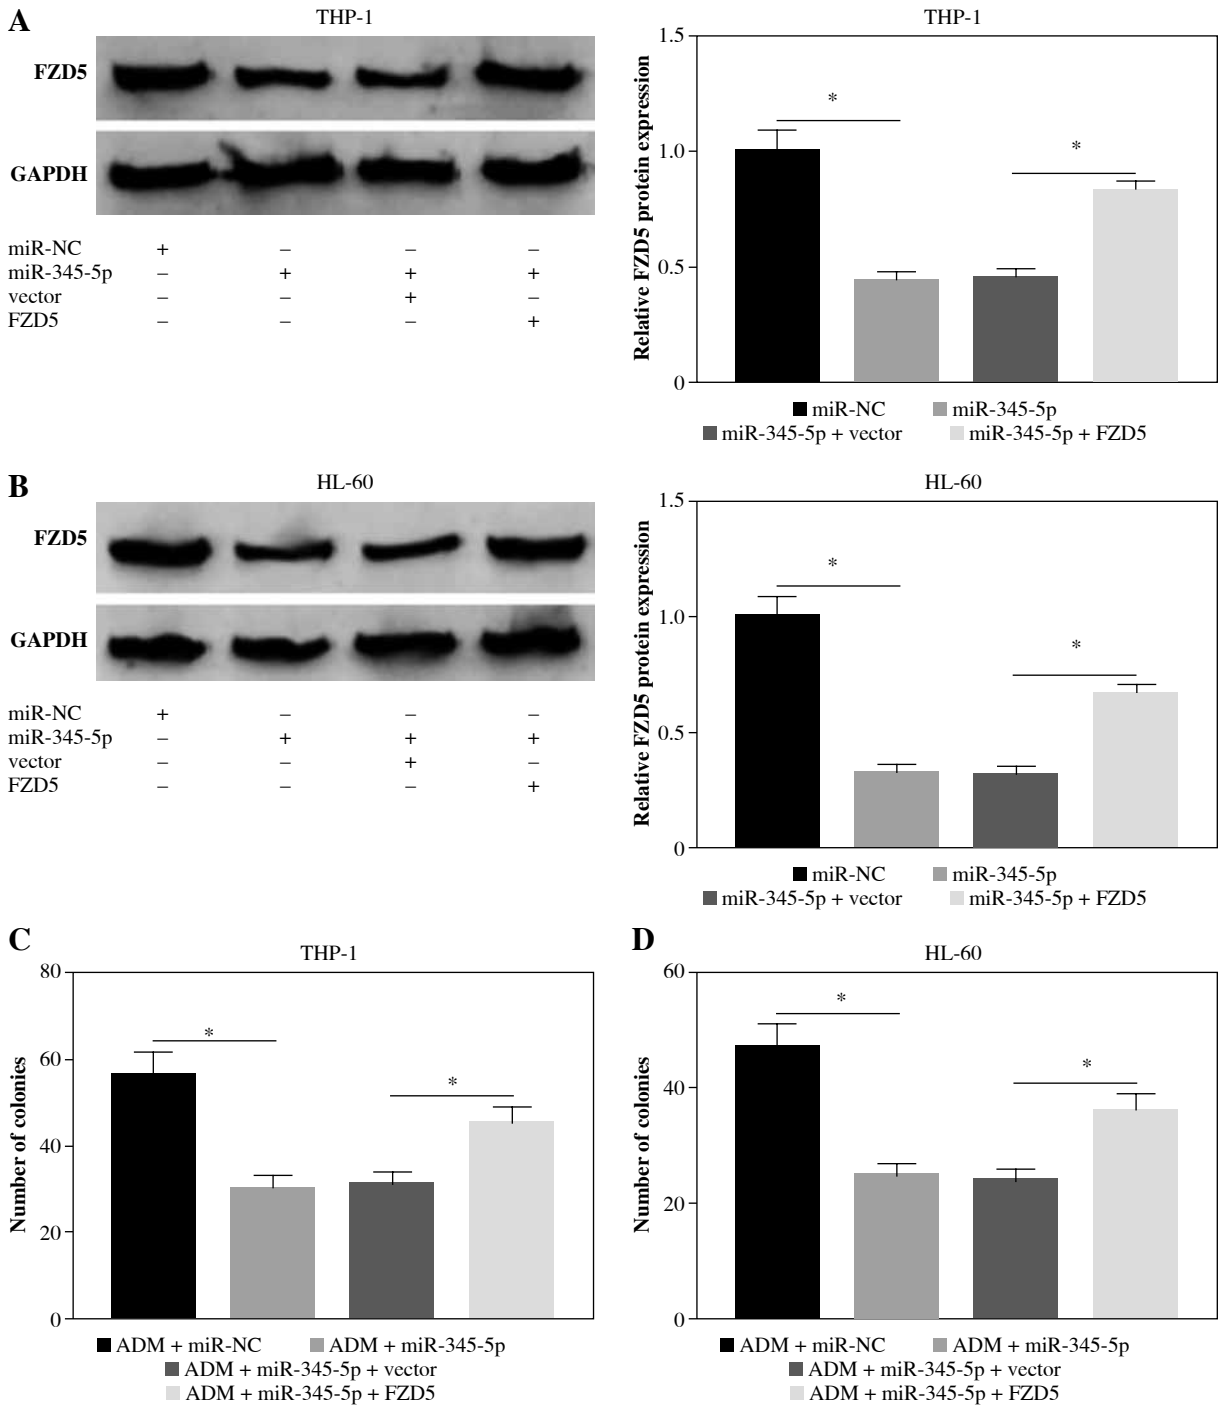 A
THP-1
FZD5
GAPDH
miR-NC + – – –
miR-345-5p – + + +
vector – – + –
FZD5 – – – +
THP-1
Relative FZD5 protein expression
1.5
1.0
0.5
0
*
*
miR-NC miR-345-5p
miR-345-5p + vector miR-345-5p + FZD5
B
HL-60
FZD5
GAPDH
miR-NC + – – –
miR-345-5p – + + +
vector – – + –
FZD5 – – – +
HL-60
Relative FZD5 protein expression
1.5
1.0
0.5
0
*
*
miR-NC miR-345-5p
miR-345-5p + vector miR-345-5p + FZD5
C
THP-1
Number of colonies
80
60
40
20
0
*
*
ADM + miR-NC ADM + miR-345-5p
ADM + miR-345-5p + vector
ADM + miR-345-5p + FZD5
D
HL-60
Number of colonies
60
40
20
0
*
*
ADM + miR-NC ADM + miR-345-5p
ADM + miR-345-5p + vector
ADM + miR-345-5p + FZD5